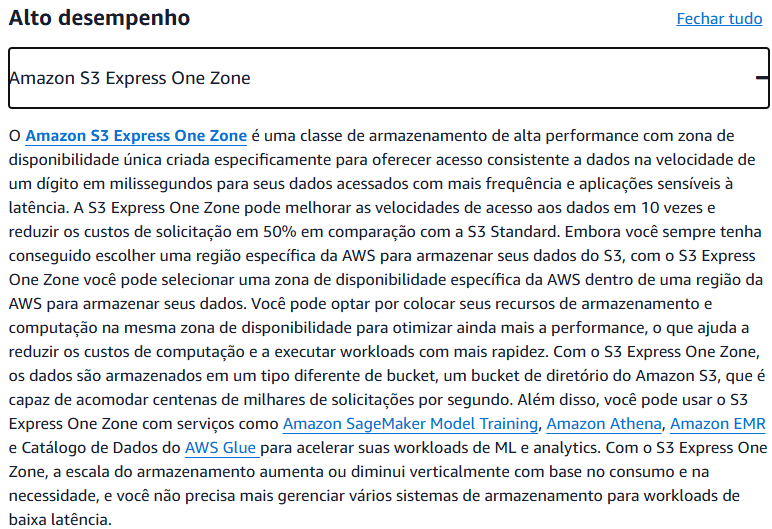 Alto desempenho
Fechar tudo
Amazon S3 Express One Zone
O Amazon S3 Express One Zone é uma classe de armazenamento de alta performance com zona de
disponibilidade única criada especificamente para oferecer acesso consistente a dados na velocidade de
um dígito em milissegundos para seus dados acessados com mais frequência e aplicações sensíveis à
latência. A S3 Express One Zone pode melhorar as velocidades de acesso aos dados em 10 vezes e
reduzir os custos de solicitação em 50% em comparação com a S3 Standard. Embora você sempre tenha
conseguido escolher uma região específica da AWS para armazenar seus dados do S3, com o S3 Express
One Zone você pode selecionar uma zona de disponibilidade específica da AWS dentro de uma região da
AWS para armazenar seus dados. Você pode optar por colocar seus recursos de armazenamento e
computação na mesma zona de disponibilidade para otimizar ainda mais a performance, o que ajuda a
reduzir os custos de computação e a executar workloads com mais rapidez. Com o S3 Express One Zone,
os dados são armazenados em um tipo diferente de bucket, um bucket de diretório do Amazon S3, que é
capaz de acomodar centenas de milhares de solicitações por segundo. Além disso, você pode usar o S3
Express One Zone com serviços como Amazon SageMaker Model Training, Amazon Athena, Amazon EMR
e Catálogo de Dados do AWS Glue para acelerar suas workloads de ML e analytics. Com o S3 Express One
Zone, a escala do armazenamento aumenta ou diminui verticalmente com base no consumo e na
necessidade, e você não precisa mais gerenciar vários sistemas de armazenamento para workloads de
baixa latência.